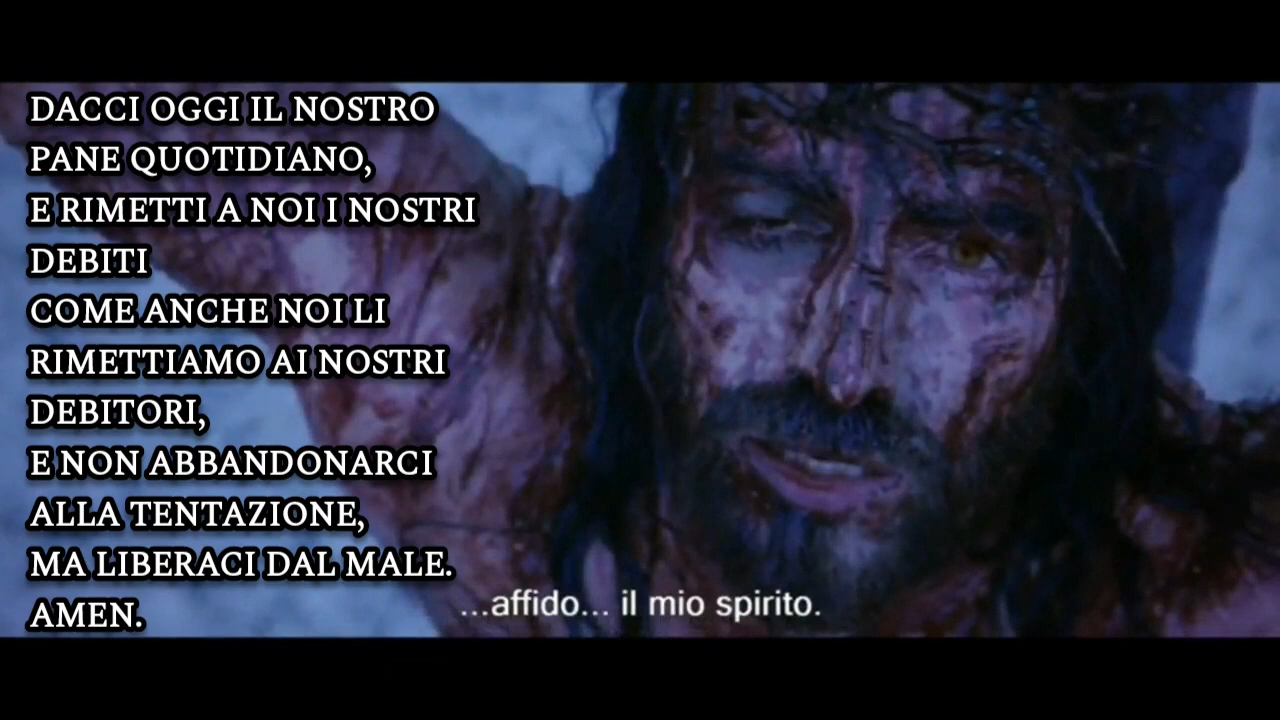 DACCI OGGI IL NOSTRO
PANE QUOTIDIANO,
E RIMETTI A NOI I NOSTRI
DEBITI
COME ANCHE NOI LI
RIMETTIAMO AI NOSTRI
DEBITORI,
E NON ABBANDONARCI
ALLA TENTAZIONE,
MA LIBERACI DAL MALE.
AMEN.
...affido... il mio spirito.